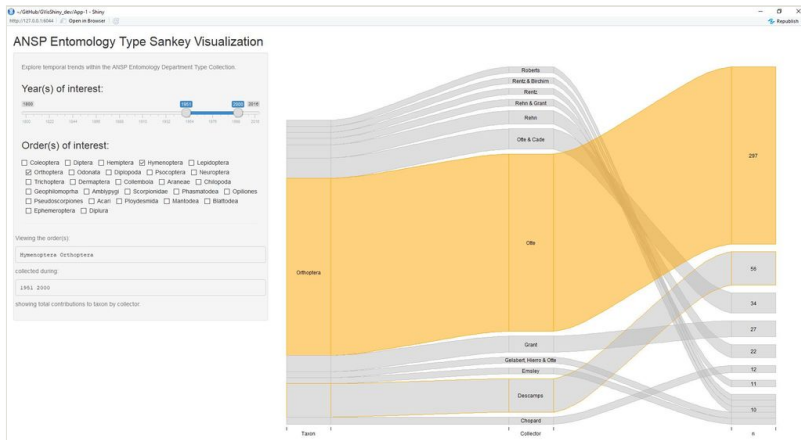 ~/GitHub/GVisShiny_dev/App-1 - Shiny
http://127.0.0.1:6044 Open in Browser
Republish
ANSP Entomology Type Sankey Visualization
Explore temporal trends within the ANSP Entomology Department Type Collection.
Year(s) of interest:
1951 2000 2016
Order(s) of interest:
Coleoptera Diptera Hemiptera Hymenoptera Lepidoptera
Orthoptera Odonata Diplopoda Psocoptera Neuroptera
Trichoptera Dermaptera Collembola Araneae Chilopoda
Geophilomoprha Amblypygi Scorpionidae Phasmatodea Opiliones
Pseudoscorpiones Acari Ploydesmida Mantodea Blattodea
Ephemeroptera Diplura
Viewing the order(s):
Hymenoptera Orthoptera
collected during:
1951 2000
showing total contributions to taxon by collector:
Roberts
Rentz & Birchim
Rentz
Rehn & Grant
Rehn
Otte & Cade
297
Otte
56
Orthoptera
34
27
Grant
22
Gelabert, Hierro & Otte
12
Emsley
11
Descamps
10
Chopard
Taxon Collector n